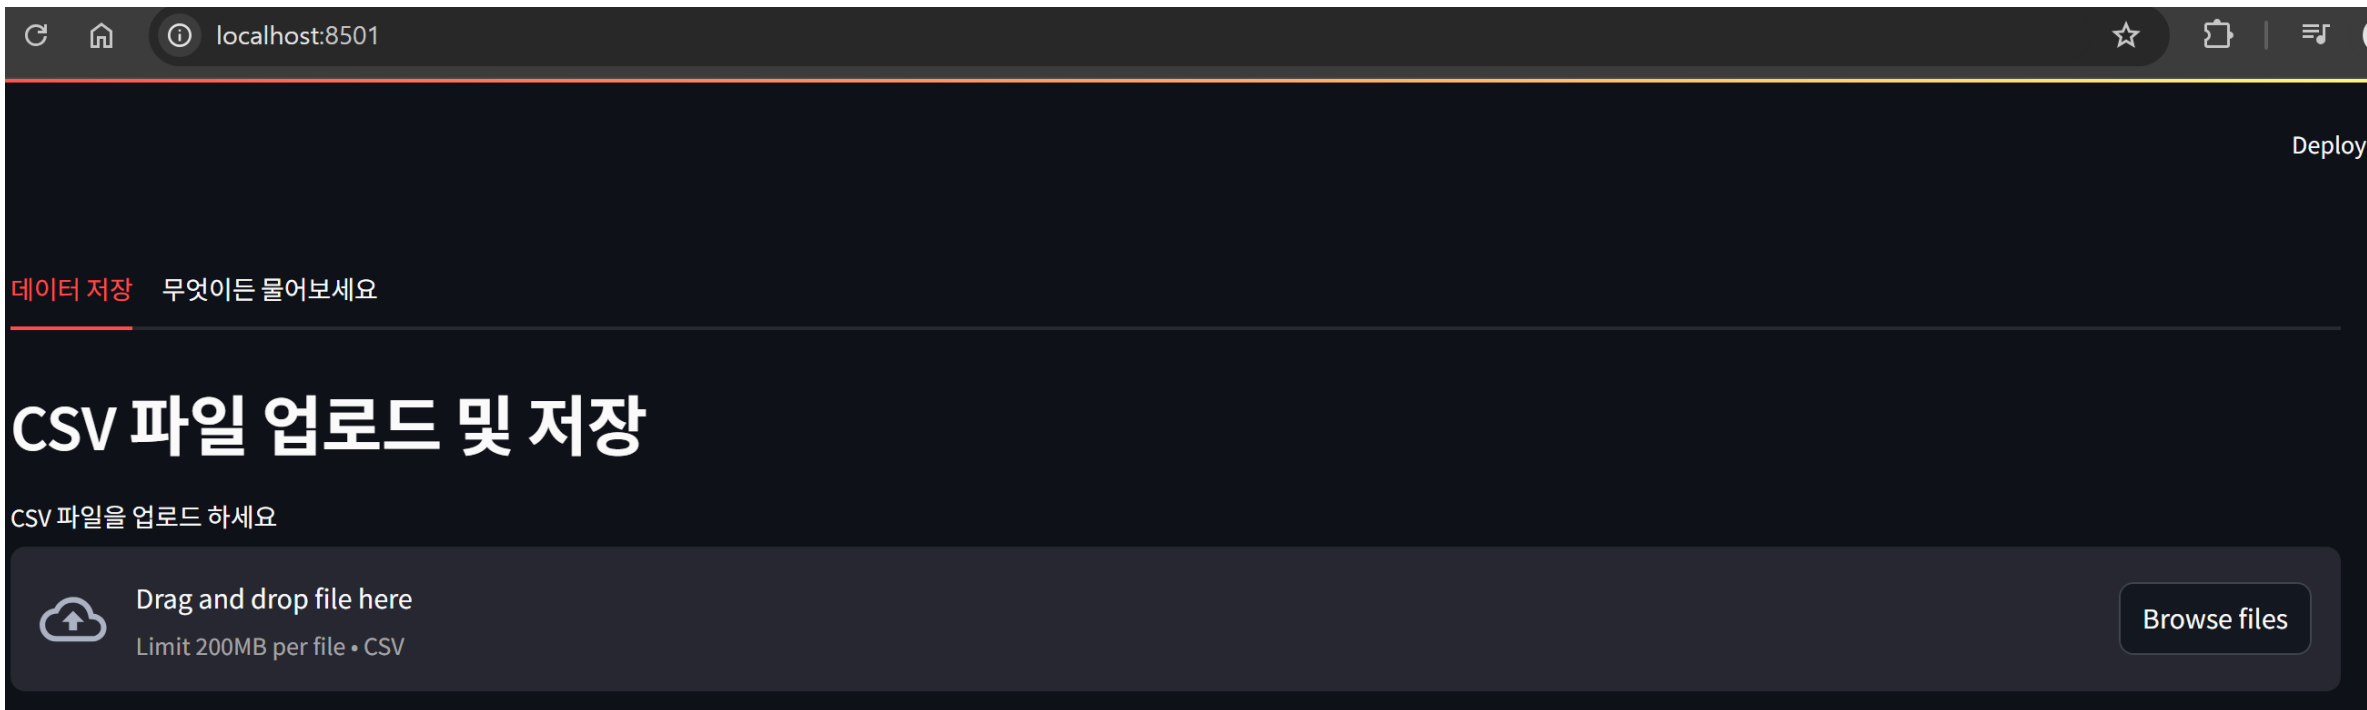 localhost:8501
Deploy
데이터 저장 무엇이든 물어보세요
CSV 파일 업로드 및 저장
CSV 파일을 업로드 하세요
Drag and drop file here
Limit 200MB per file • CSV
Browse files